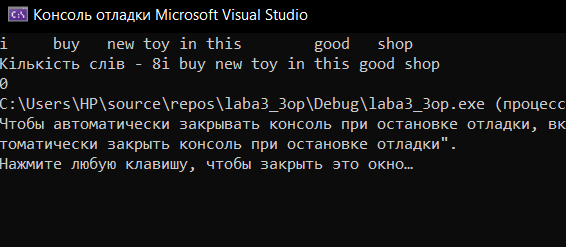 Консоль отладки Microsoft Visual Studio
i     buy   new toy in this        good   shop
Кількість слів - 8i buy new toy in this good shop
0
C:\Users\HP\source\repos\laba3_3op\Debug\laba3_3op.exe (процесс
Чтобы автоматически закрывать консоль при остановке отладки, вк
томатически закрыть консоль при остановке отладки".
Нажмите любую клавишу, чтобы закрыть это окно…